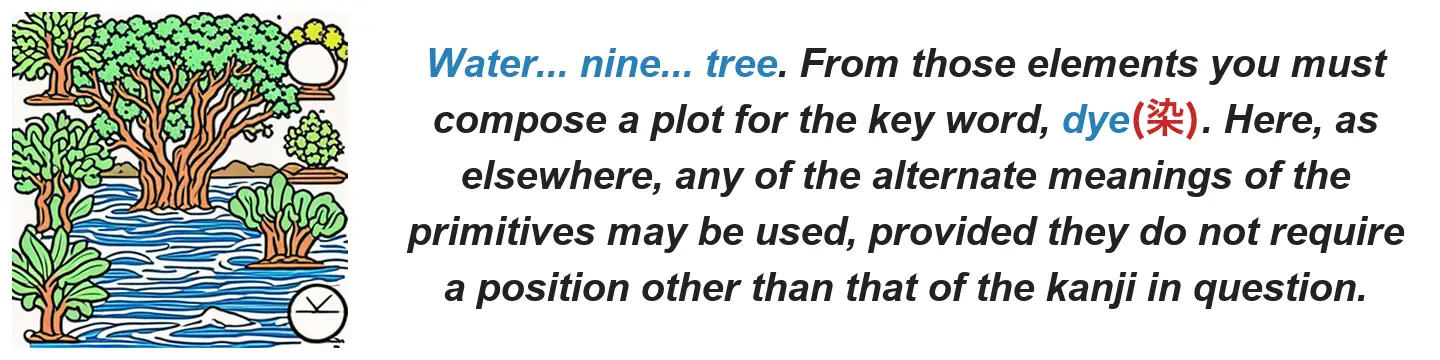 Water... nine... tree. From those elements you must
compose a plot for the key word, dye(染). Here, as
elsewhere, any of the alternate meanings of the
primitives may be used, provided they do not require
a position other than that of the kanji in question.